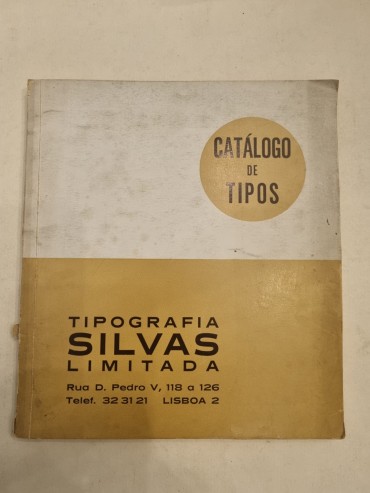 CATÁLOGO
DE
TIPOS
TIPOGRAFIA
SILVAS
LIMITADA
Rua D. Pedro V, 118 a 126
Telef. 32 31 21 LISBOA 2